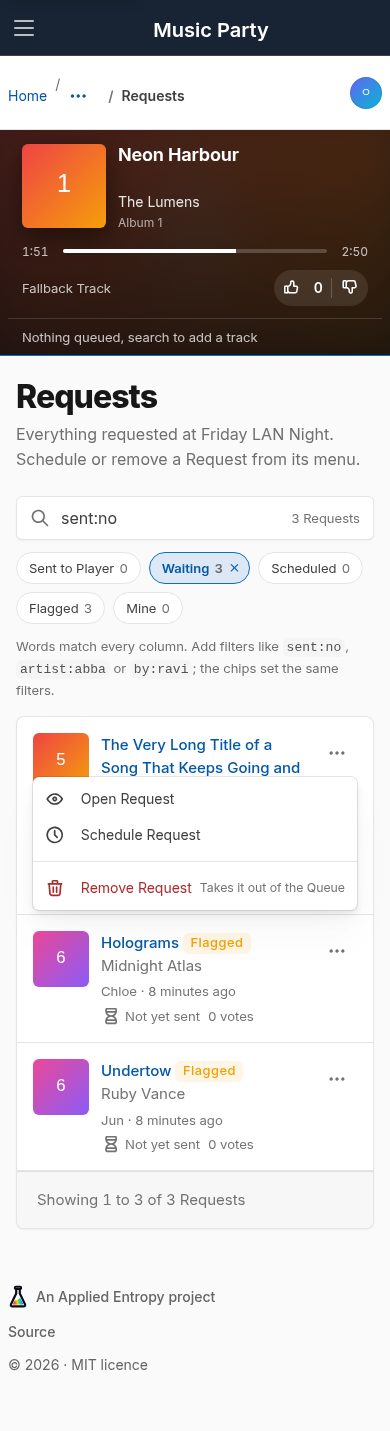 Music Party
Home / ••• / Requests
O
1
Neon Harbour
The Lumens
Album 1
1:51
2:50
Fallback Track
0
Nothing queued, search to add a track
Requests
Everything requested at Friday LAN Night.
Schedule or remove a Request from its menu.
sent:no
3 Requests
Sent to Player 0
Waiting 3 ×
Scheduled 0
Flagged 3
Mine 0
Words match every column. Add filters like sent:no ,
artist:abba or by:ravi ; the chips set the same
filters.
5
The Very Long Title of a
Song That Keeps Going and
Open Request
Schedule Request
Remove Request Takes it out of the Queue
6
Holograms Flagged
Midnight Atlas
Chloe · 8 minutes ago
Not yet sent 0 votes
6
Undertow Flagged
Ruby Vance
Jun · 8 minutes ago
Not yet sent 0 votes
Showing 1 to 3 of 3 Requests
An Applied Entropy project
Source
© 2026 · MIT licence